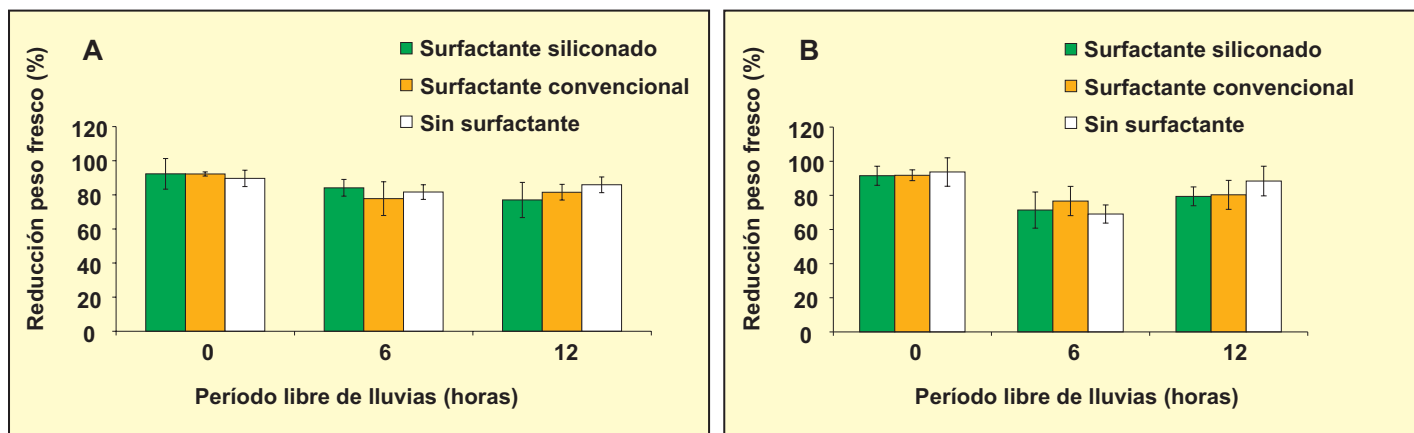 A
Surfactante siliconado
Surfactante convencional
Sin surfactante
Reducción peso fresco (%)
120
100
80
60
40
20
0
0 6 12
Período libre de lluvias (horas)
B
Surfactante siliconado
Surfactante convencional
Sin surfactante
Reducción peso fresco (%)
120
100
80
60
40
20
0
0 6 12
Período libre de lluvias (horas)